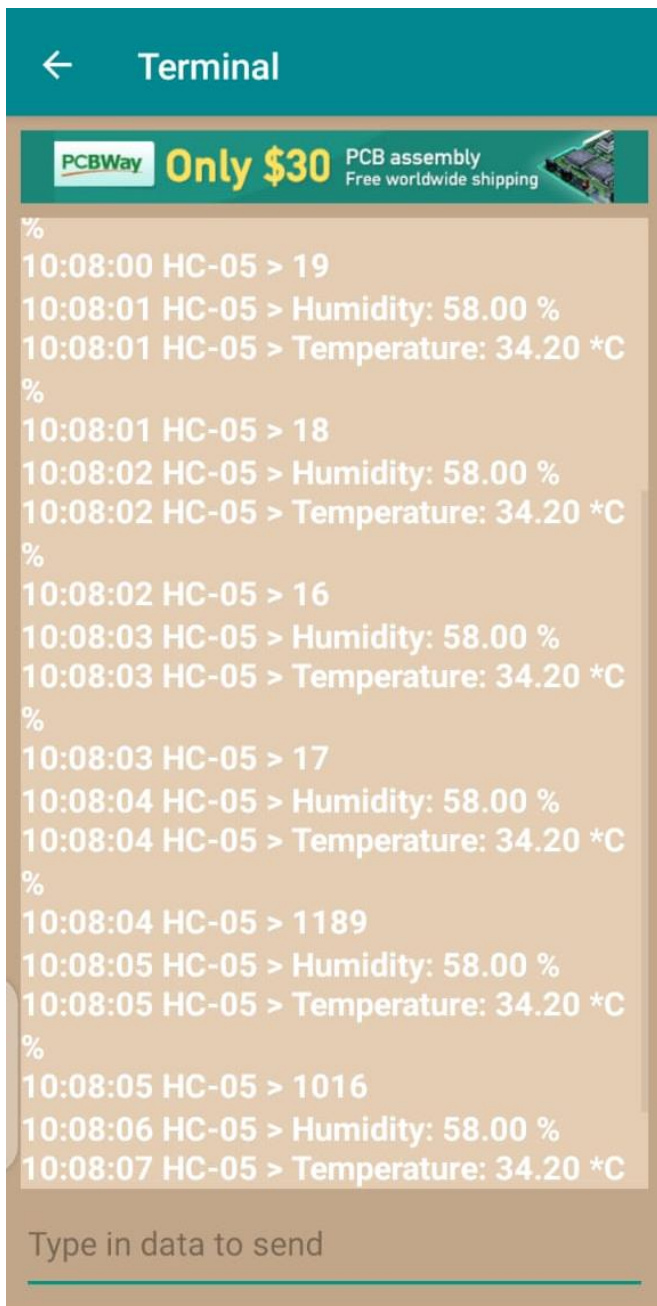 Terminal
PCBWay Only $30 PCB assembly
Free worldwide shipping
%
10:08:00 HC-05 > 19
10:08:01 HC-05 > Humidity: 58.00 %
10:08:01 HC-05 > Temperature: 34.20 *C
%
10:08:01 HC-05 > 18
10:08:02 HC-05 > Humidity: 58.00 %
10:08:02 HC-05 > Temperature: 34.20 *C
%
10:08:02 HC-05 > 16
10:08:03 HC-05 > Humidity: 58.00 %
10:08:03 HC-05 > Temperature: 34.20 *C
%
10:08:03 HC-05 > 17
10:08:04 HC-05 > Humidity: 58.00 %
10:08:04 HC-05 > Temperature: 34.20 *C
%
10:08:04 HC-05 > 1189
10:08:05 HC-05 > Humidity: 58.00 %
10:08:05 HC-05 > Temperature: 34.20 *C
%
10:08:05 HC-05 > 1016
10:08:06 HC-05 > Humidity: 58.00 %
10:08:07 HC-05 > Temperature: 34.20 *C
Type in data to send